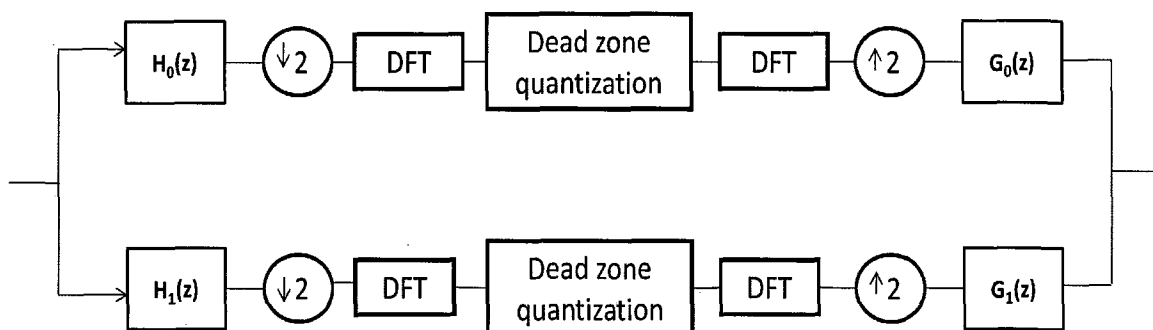 H₀(z)
↓2
DFT
Dead zone
quantization
DFT
↑2
G₀(z)
H₁(z)
↓2
DFT
Dead zone
quantization
DFT
↑2
G₁(z)